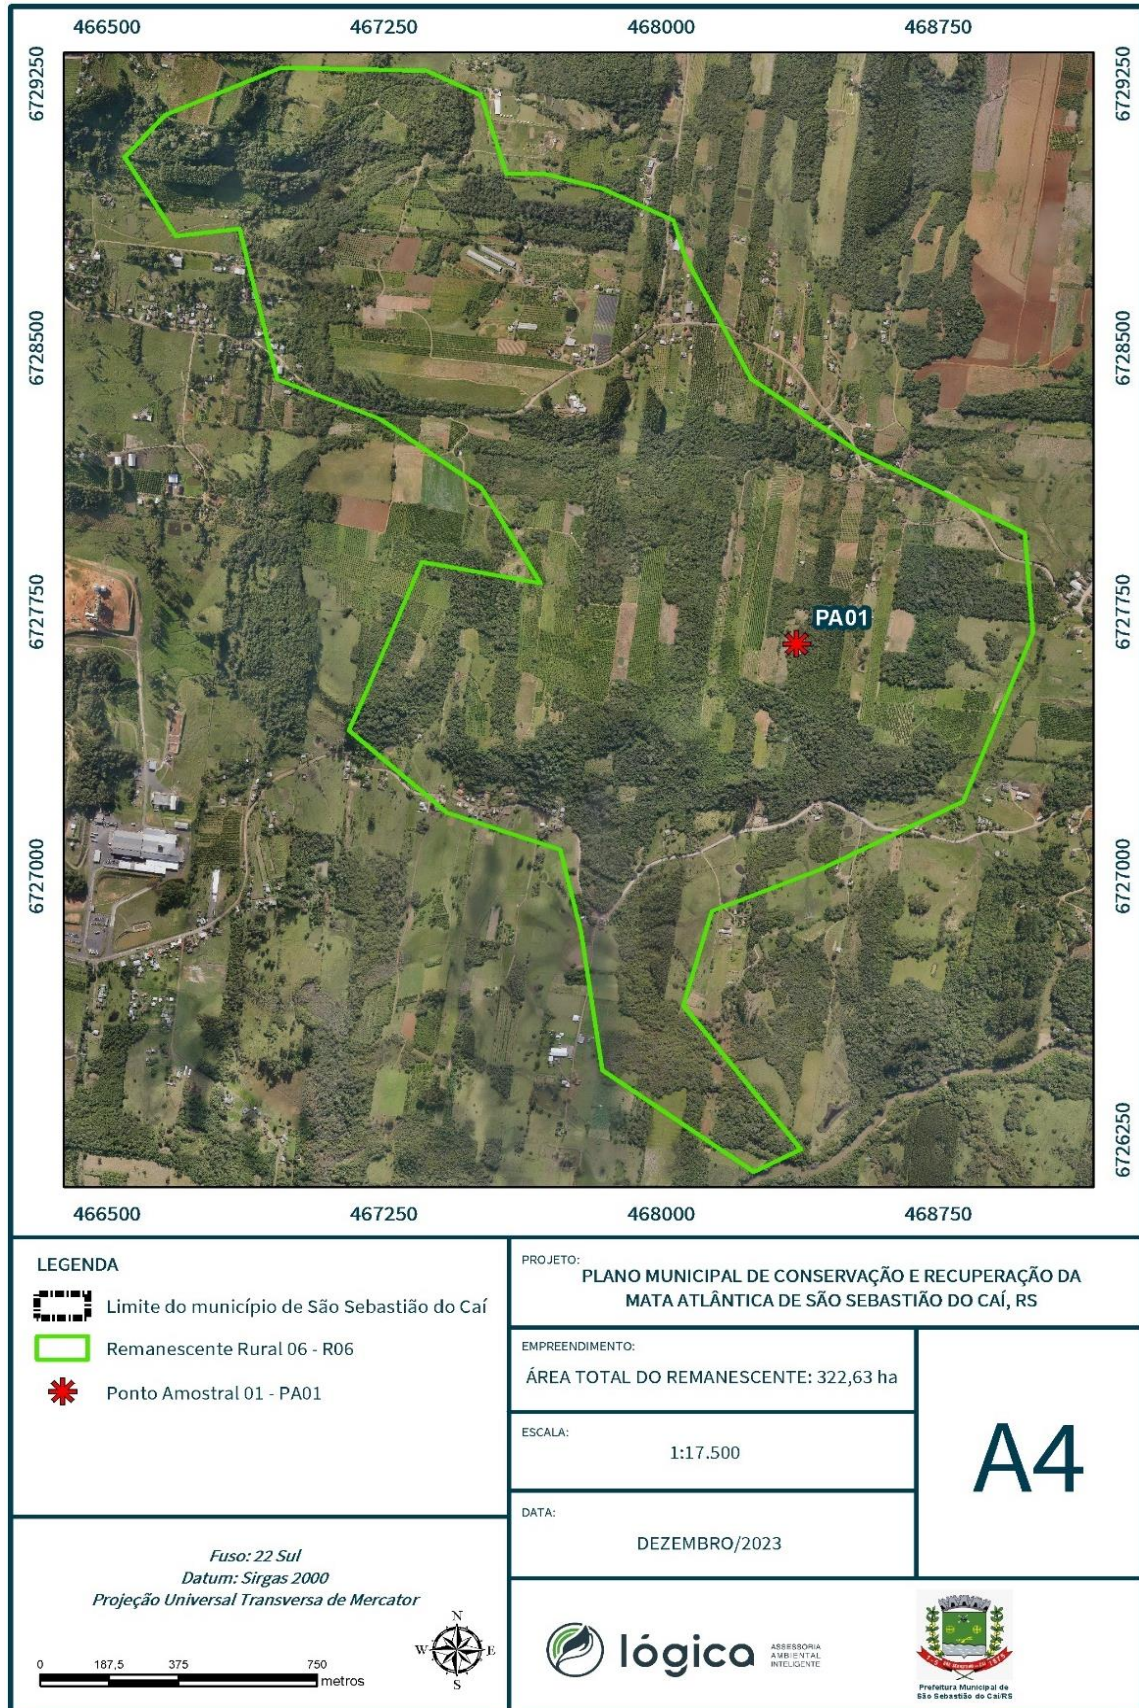 466500 467250 468000 468750
6729250 6729250
6728500 6728500
6727750 6727750
PA01
6727000 6727000
6726250 6726250
466500 467250 468000 468750
LEGENDA
Limite do município de São Sebastião do Caí
Remanescente Rural 06 - R06
Ponto Amostral 01 - PA01
PROJETO:
PLANO MUNICIPAL DE CONSERVAÇÃO E RECUPERAÇÃO DA
MATA ATLÂNTICA DE SÃO SEBASTIÃO DO CAÍ, RS
EMPREENDIMENTO:
ÁREA TOTAL DO REMANESCENTE: 322,63 ha
ESCALA:
1:17.500
DATA:
DEZEMBRO/2023
A4
Fuso: 22 Sul
Datum: Sirgas 2000
Projeção Universal Transversa de Mercator
N
W E
S
0 187,5 375 750
metros
lógica
ASSESSORIA
AMBIENTAL
INTELIGENTE
Prefeitura Municipal de
São Sebastião do Caí/RS